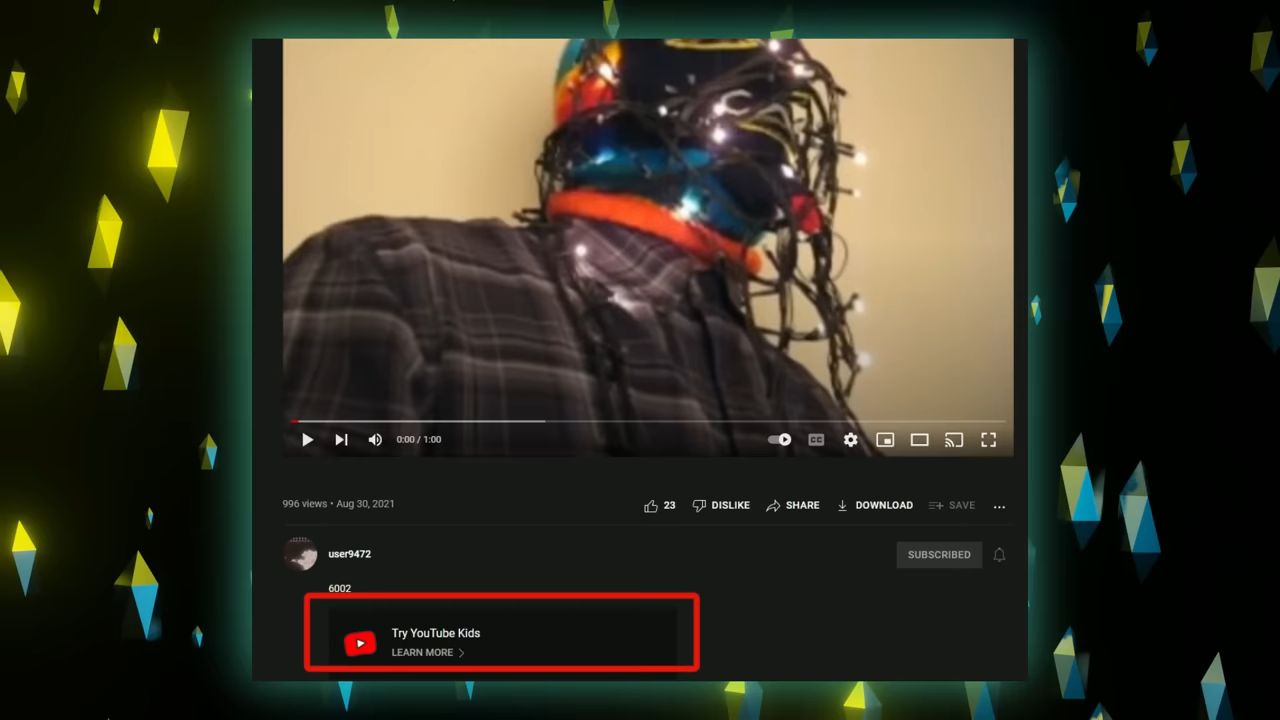 0:00 / 1:00
CC
996 views • Aug 30, 2021
23 DISLIKE SHARE DOWNLOAD SAVE
user9472
SUBSCRIBED
6002
Try YouTube Kids
LEARN MORE